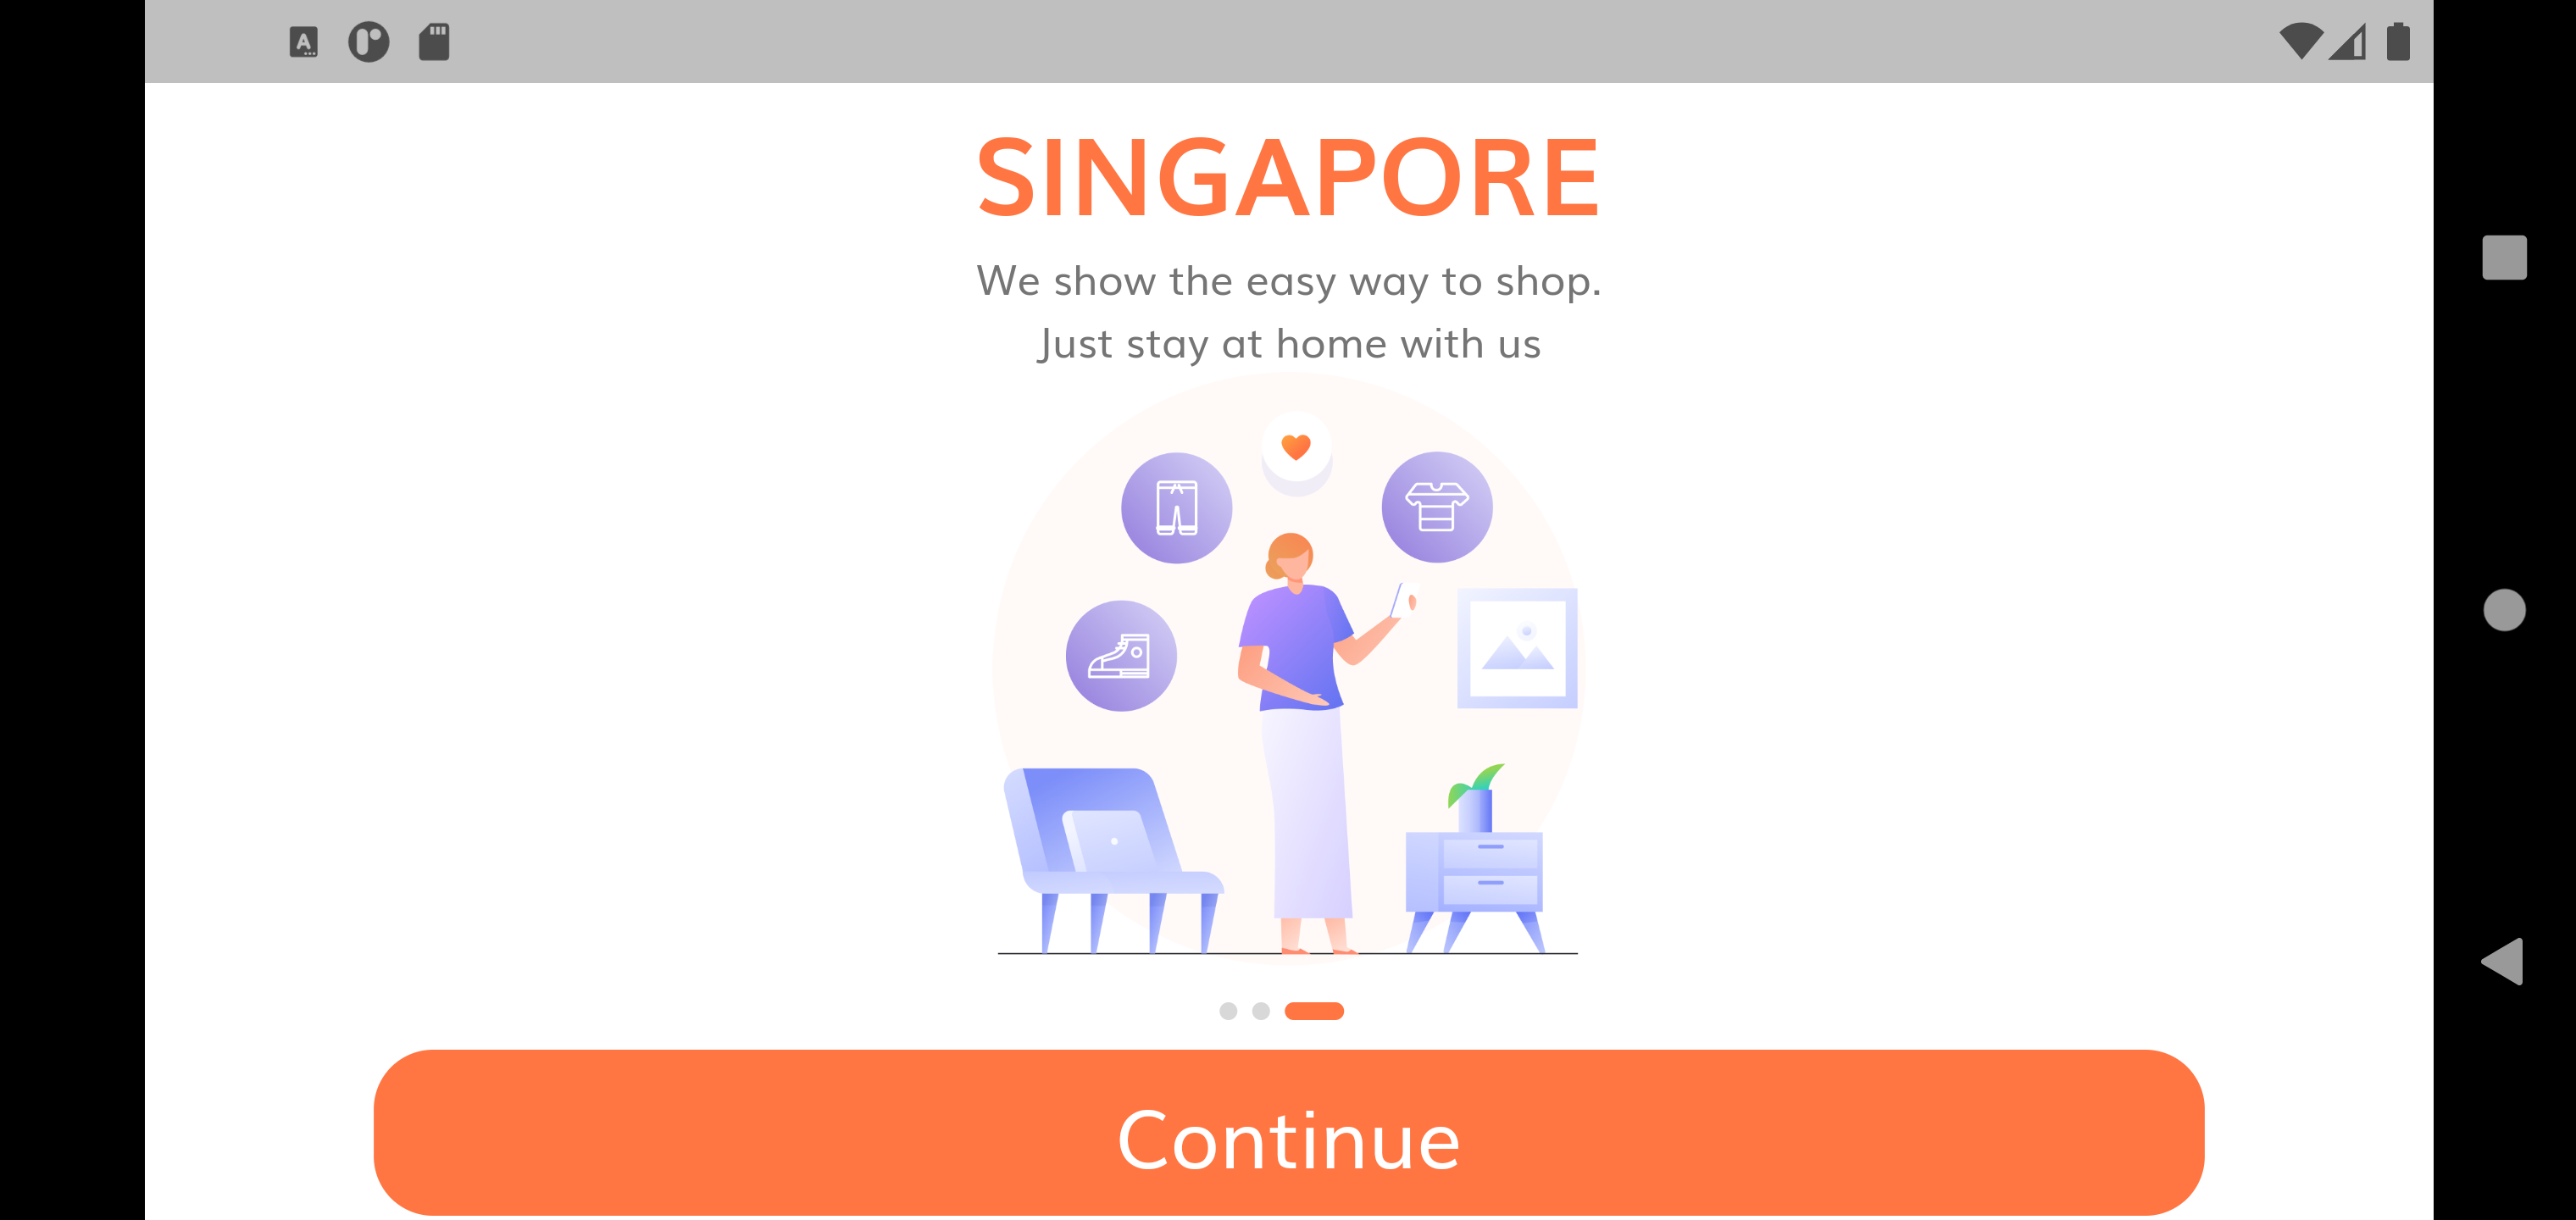 A
SINGAPORE
We show the easy way to shop.
Just stay at home with us
Continue